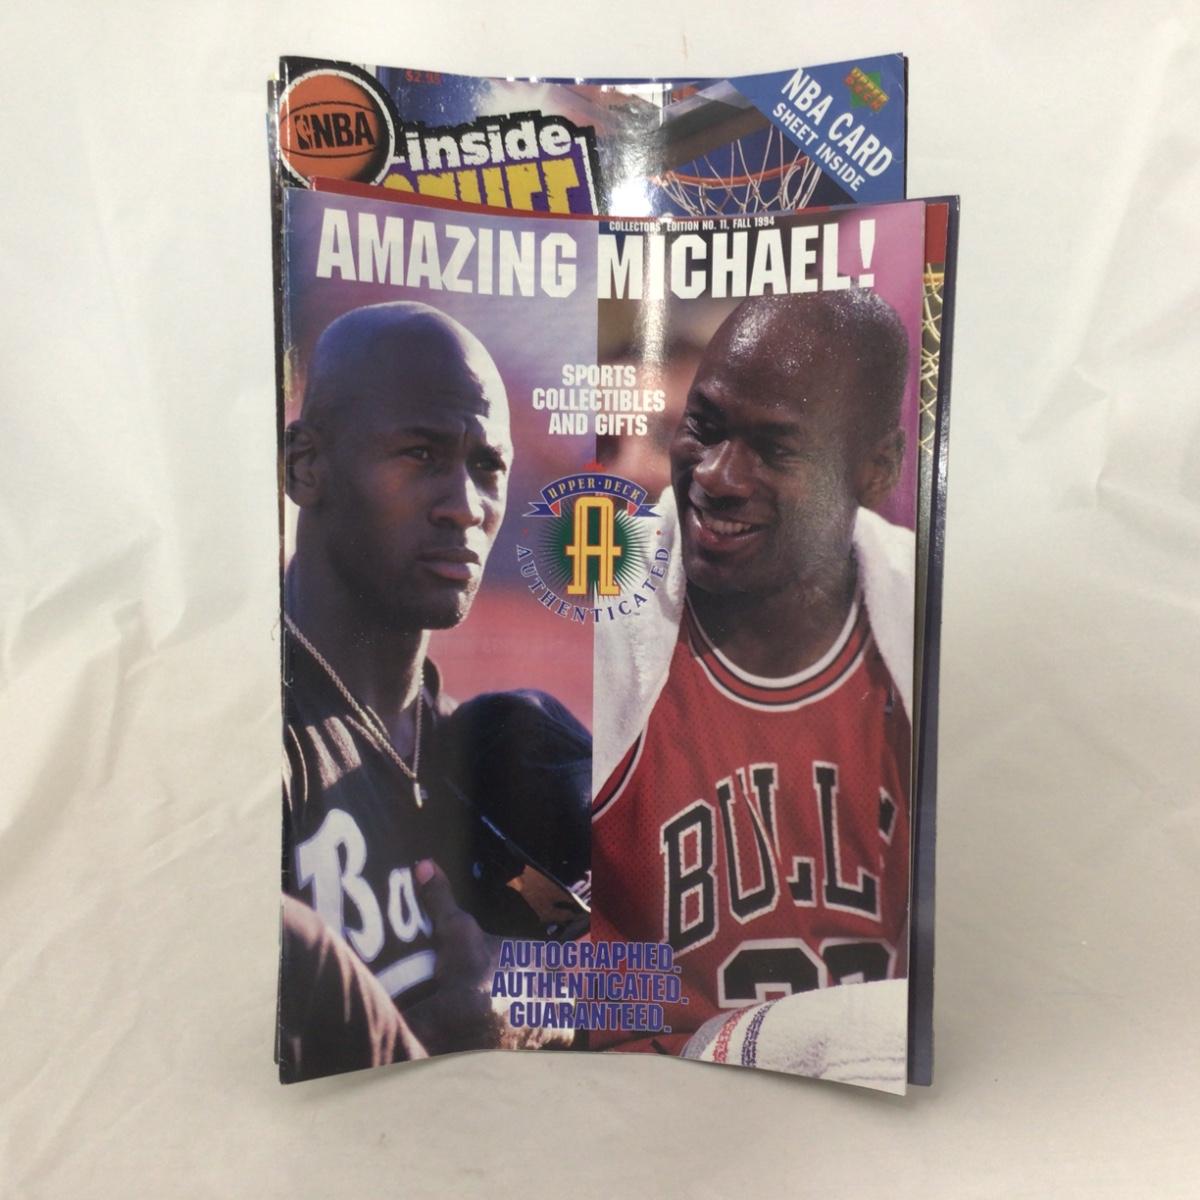 $2.95
NBA
inside
STUFF
UPPER DECK
NBA CARD
SHEET INSIDE
COLLECTORS' EDITION NO. 11, FALL 1994
AMAZING MICHAEL!
SPORTS
COLLECTIBLES
AND GIFTS
UPPER DECK
A
AUTHENTICATED
Ba
BULL
AUTOGRAPHED.
AUTHENTICATED.
GUARANTEED.